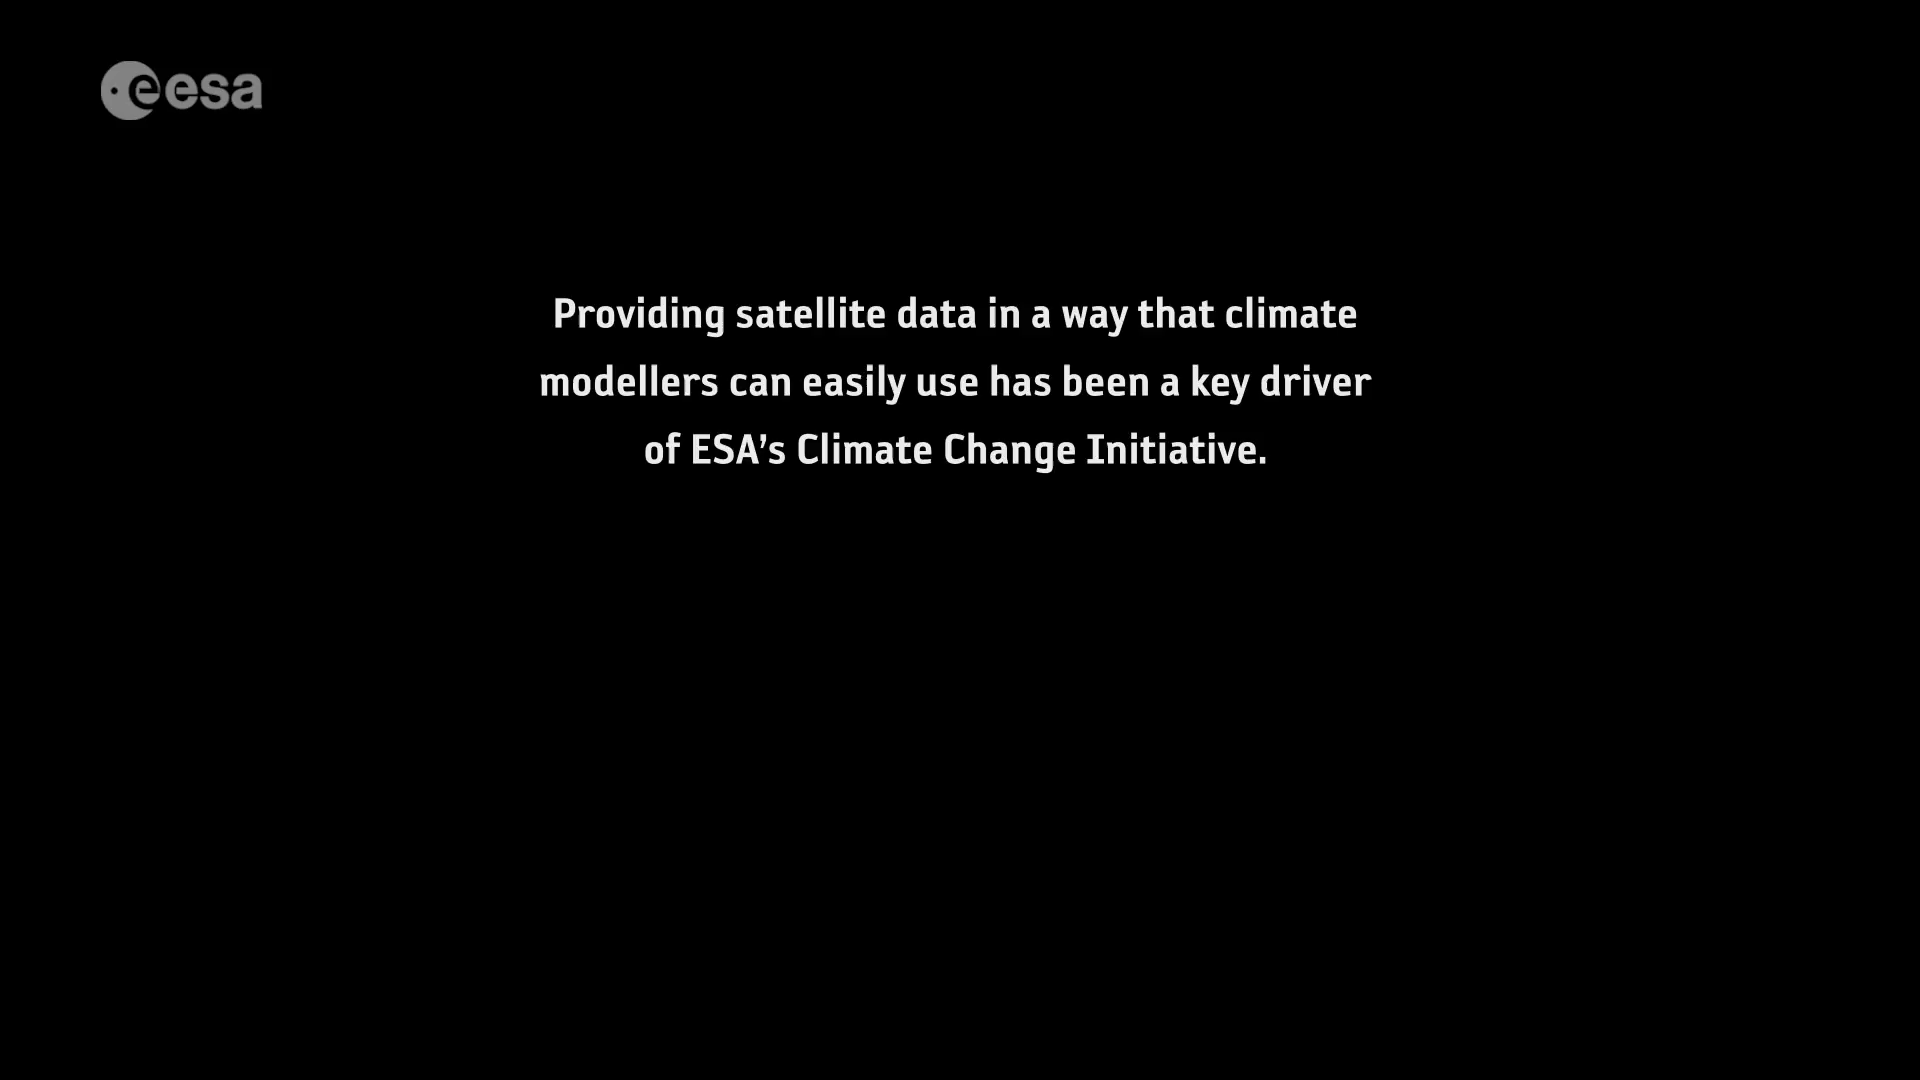 esa
Providing satellite data in a way that climate
modellers can easily use has been a key driver
of ESA’s Climate Change Initiative.